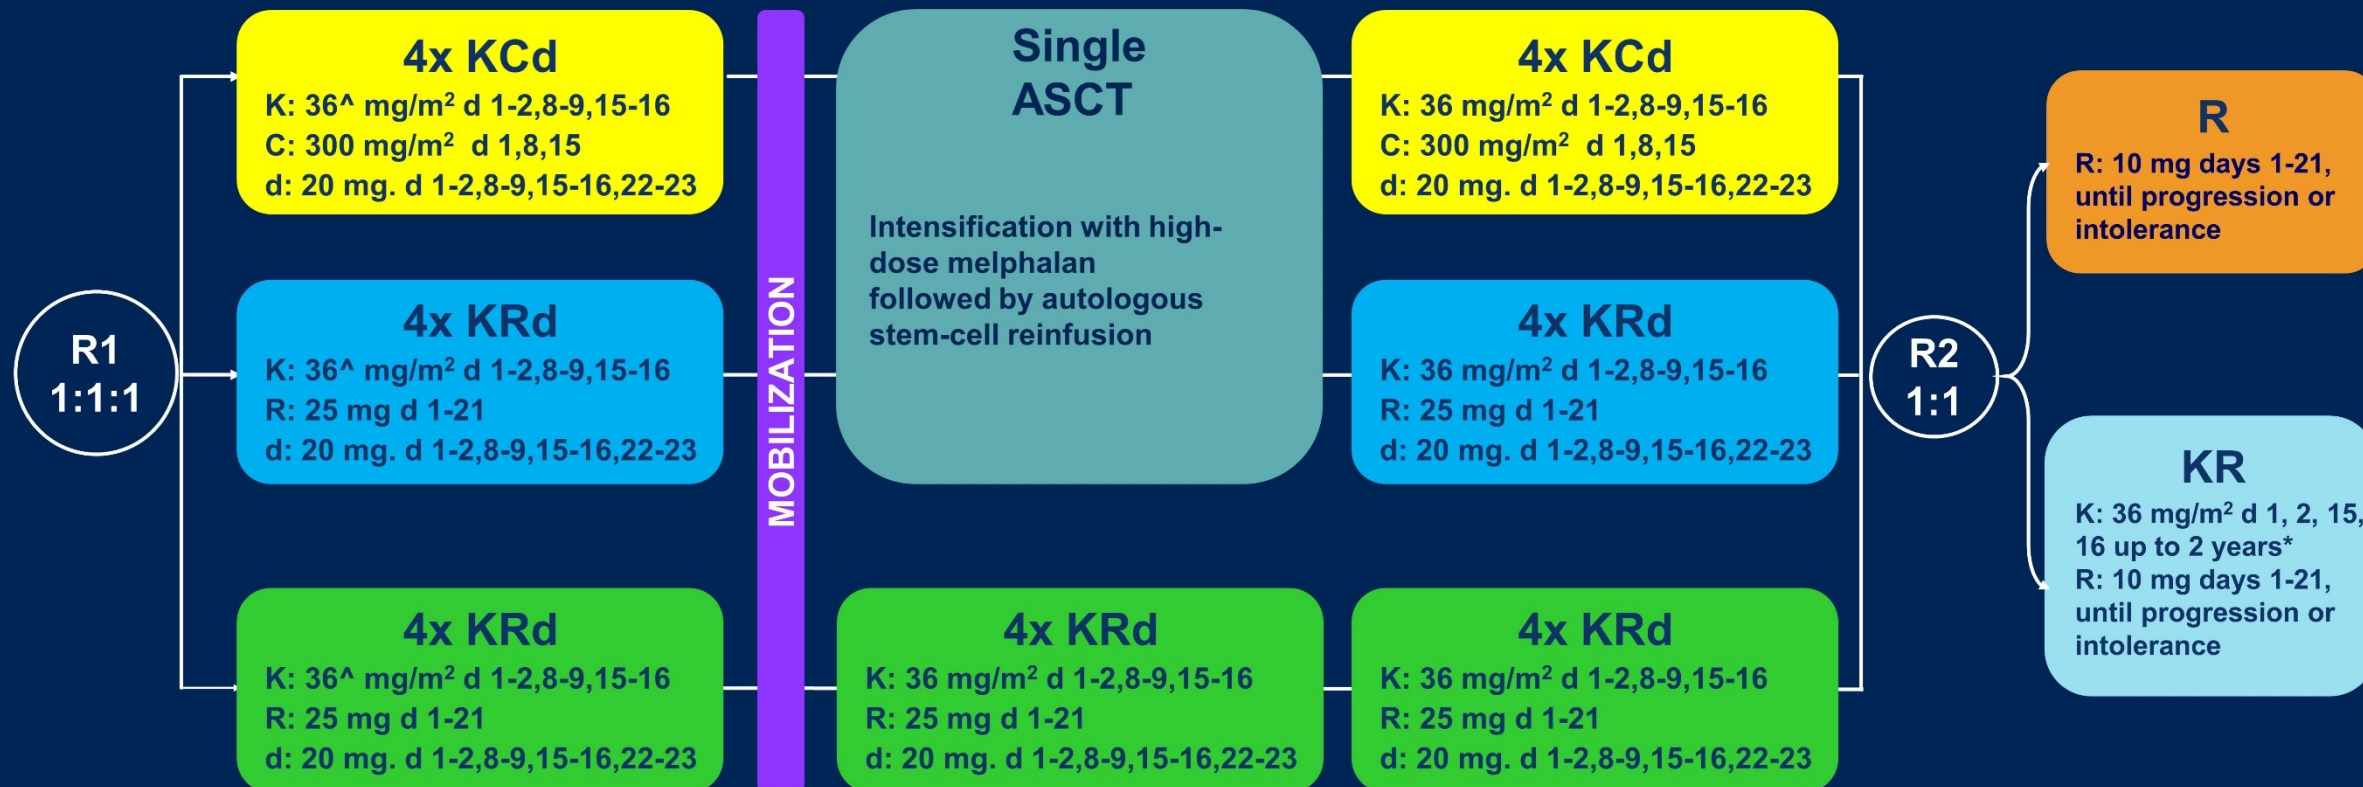 R1
1:1:1
4x KCd
K: 36^ mg/m² d 1-2,8-9,15-16
C: 300 mg/m² d 1,8,15
d: 20 mg. d 1-2,8-9,15-16,22-23
4x KRd
K: 36^ mg/m² d 1-2,8-9,15-16
R: 25 mg d 1-21
d: 20 mg. d 1-2,8-9,15-16,22-23
4x KRd
K: 36^ mg/m² d 1-2,8-9,15-16
R: 25 mg d 1-21
d: 20 mg. d 1-2,8-9,15-16,22-23
MOBILIZATION
Single
ASCT
Intensification with high-
dose melphalan
followed by autologous
stem-cell reinfusion
4x KRd
K: 36 mg/m² d 1-2,8-9,15-16
R: 25 mg d 1-21
d: 20 mg. d 1-2,8-9,15-16,22-23
4x KCd
K: 36 mg/m² d 1-2,8-9,15-16
C: 300 mg/m² d 1,8,15
d: 20 mg. d 1-2,8-9,15-16,22-23
4x KRd
K: 36 mg/m² d 1-2,8-9,15-16
R: 25 mg d 1-21
d: 20 mg. d 1-2,8-9,15-16,22-23
4x KRd
K: 36 mg/m² d 1-2,8-9,15-16
R: 25 mg d 1-21
d: 20 mg. d 1-2,8-9,15-16,22-23
R2
1:1
R
R: 10 mg days 1-21,
until progression or
intolerance
KR
K: 36 mg/m² d 1, 2, 15,
16 up to 2 years*
R: 10 mg days 1-21,
until progression or
intolerance